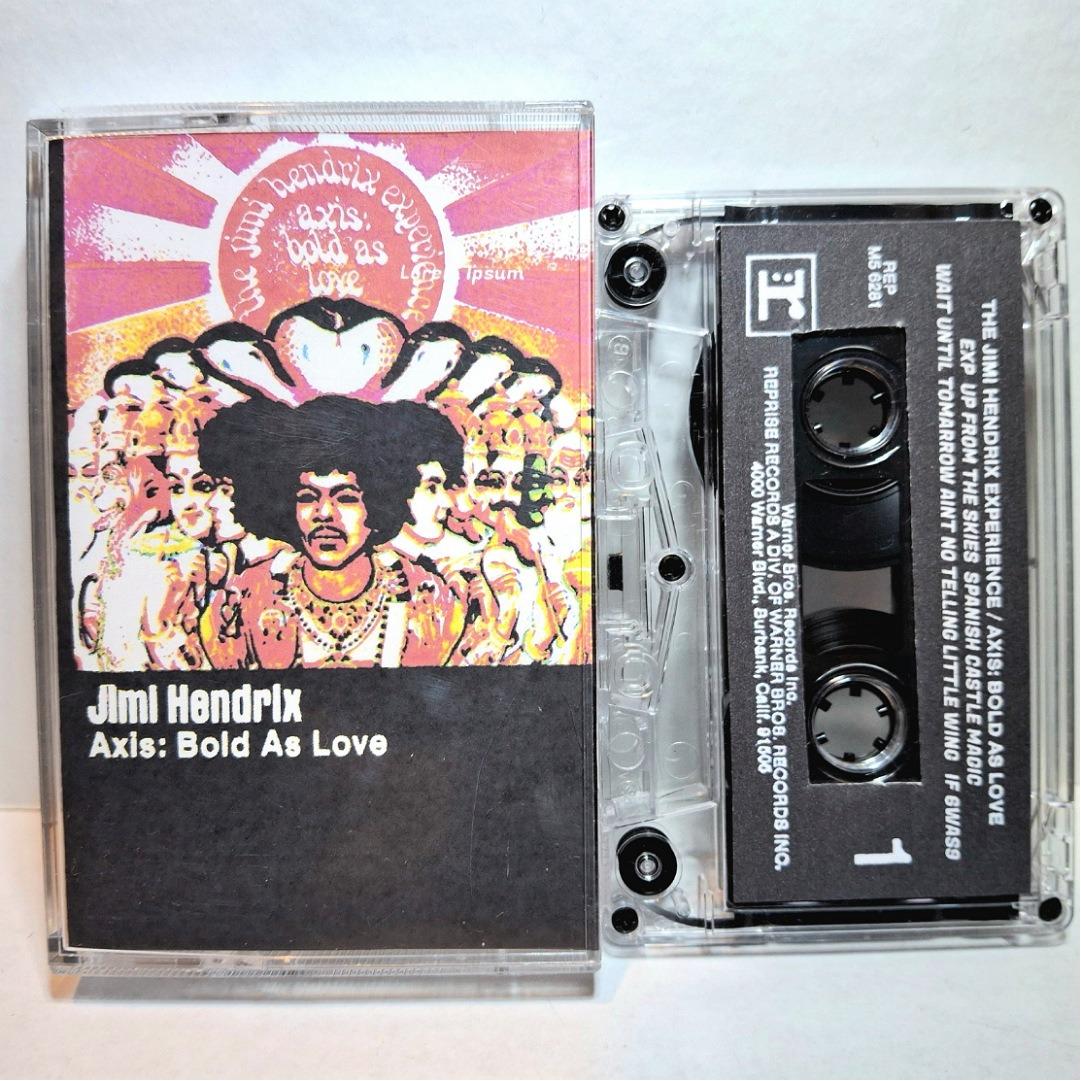 the Jimi hendrix experience
axis:
bold as
love
Lorem Ipsum
Jimi Hendrix
Axis: Bold As Love
THE JIMI HENDRIX EXPERIENCE / AXIS: BOLD AS LOVE
EXP UP FROM THE SKIES SPANISH CASTLE MAGIC
WAIT UNTIL TOMARROW AINT NO TELLING LITTLE WING IF 6WAS9
REP
M5 6281
r:
1
Warner Bros. Records Inc.
REPRISE RECORDS A DIV. OF WARNER BROS. RECORDS INC.
4000 Warner Blvd., Burbank, Calif. 91505